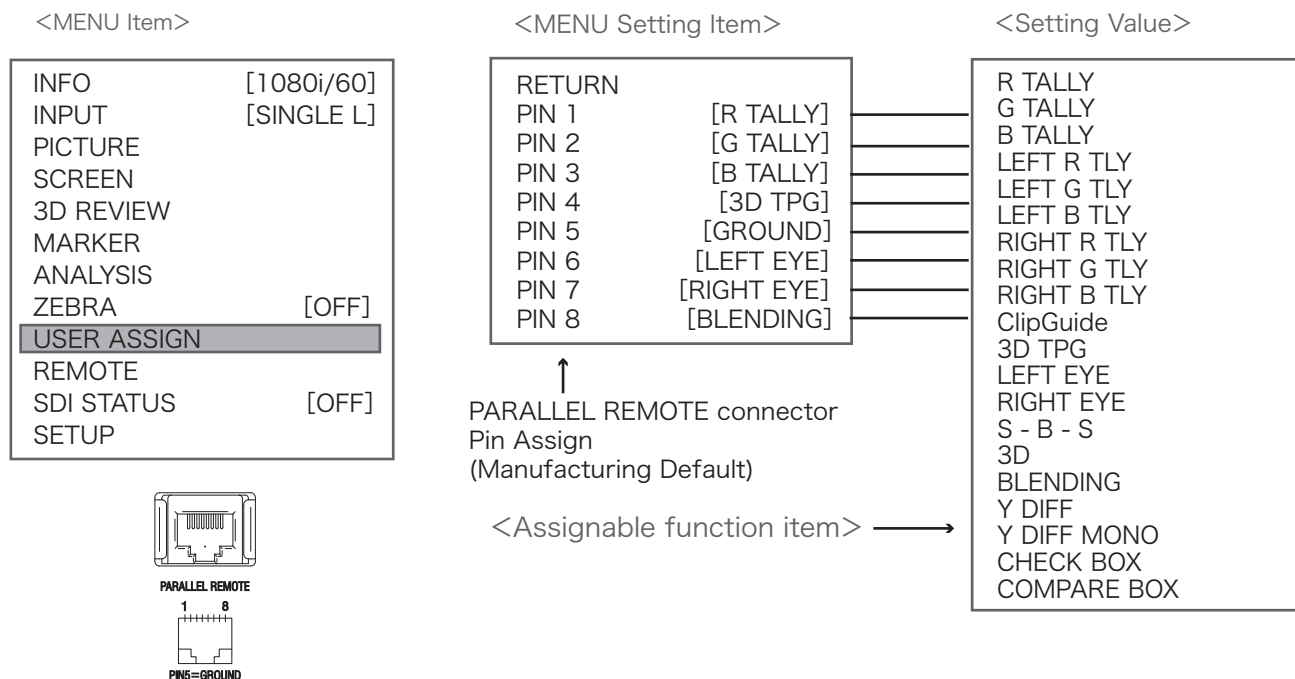 ＜MENU Item＞
INFO [1080i/60]
INPUT [SINGLE L]
PICTURE
SCREEN
3D REVIEW
MARKER
ANALYSIS
ZEBRA [OFF]
USER ASSIGN
REMOTE
SDI STATUS [OFF]
SETUP
PARALLEL REMOTE
1 8
PIN5=GROUND
＜MENU Setting Item＞
RETURN
PIN 1 [R TALLY]
PIN 2 [G TALLY]
PIN 3 [B TALLY]
PIN 4 [3D TPG]
PIN 5 [GROUND]
PIN 6 [LEFT EYE]
PIN 7 [RIGHT EYE]
PIN 8 [BLENDING]
PARALLEL REMOTE connector
Pin Assign
(Manufacturing Default)
＜Assignable function item＞
＜Setting Value＞
R TALLY
G TALLY
B TALLY
LEFT R TLY
LEFT G TLY
LEFT B TLY
RIGHT R TLY
RIGHT G TLY
RIGHT B TLY
ClipGuide
3D TPG
LEFT EYE
RIGHT EYE
S - B - S
3D
BLENDING
Y DIFF
Y DIFF MONO
CHECK BOX
COMPARE BOX